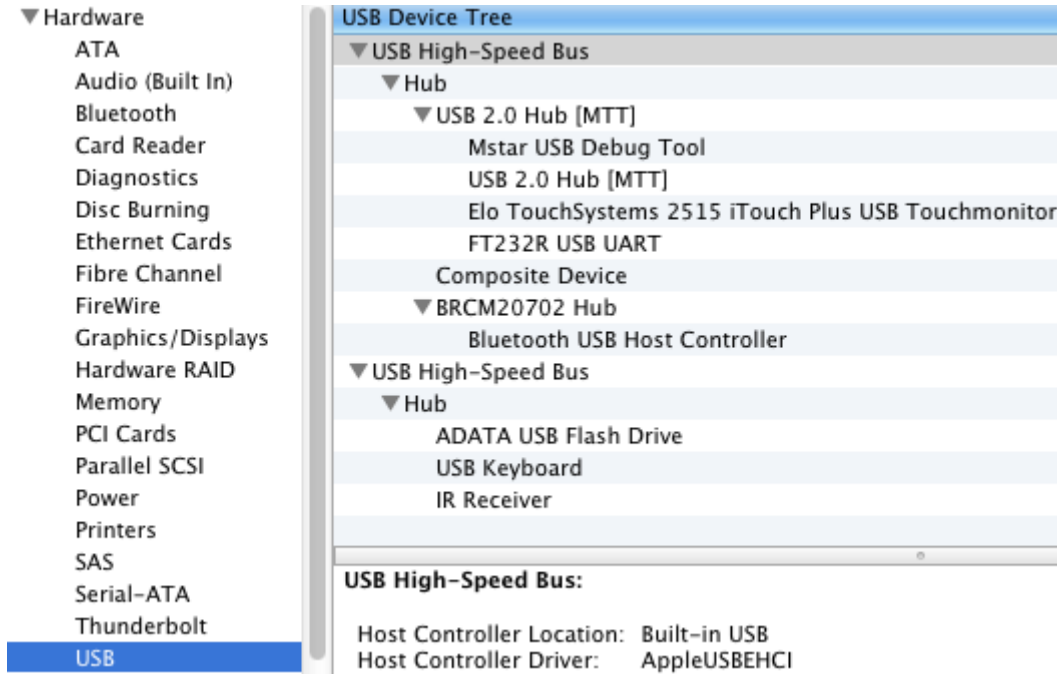 Hardware
ATA
Audio (Built In)
Bluetooth
Card Reader
Diagnostics
Disc Burning
Ethernet Cards
Fibre Channel
FireWire
Graphics/Displays
Hardware RAID
Memory
PCI Cards
Parallel SCSI
Power
Printers
SAS
Serial-ATA
Thunderbolt
USB
USB Device Tree
USB High-Speed Bus
Hub
USB 2.0 Hub [MTT]
Mstar USB Debug Tool
USB 2.0 Hub [MTT]
Elo TouchSystems 2515 iTouch Plus USB Touchmonitor
FT232R USB UART
Composite Device
BRCM20702 Hub
Bluetooth USB Host Controller
USB High-Speed Bus
Hub
ADATA USB Flash Drive
USB Keyboard
IR Receiver
USB High-Speed Bus:
Host Controller Location: Built-in USB
Host Controller Driver: AppleUSBEHCI